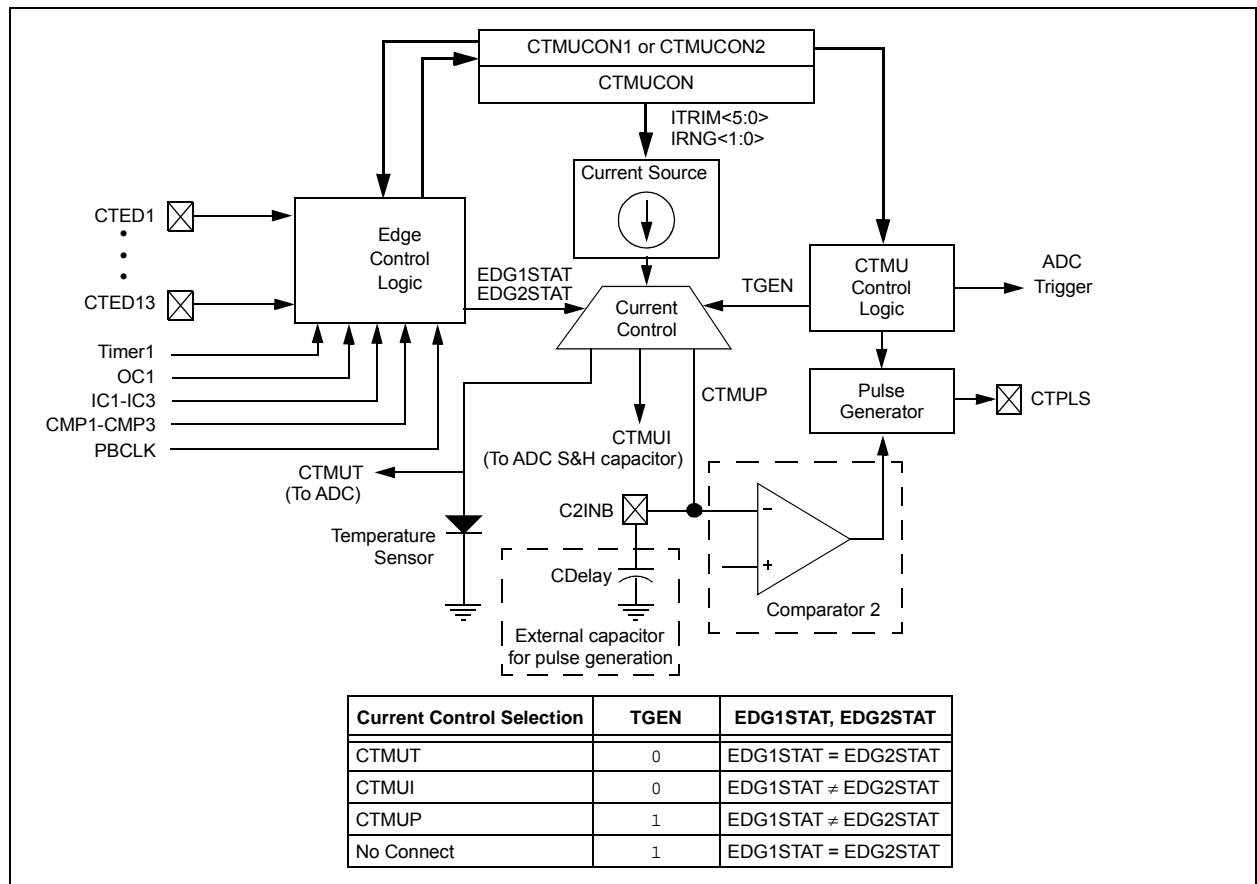 CTMUCON1 or CTMUCON2
CTMUCON
ITRIM<5:0>
IRNG<1:0>
Current Source
CTED1
CTED13
Edge
Control
Logic
EDG1STAT
EDG2STAT
Current
Control
TGEN
CTMU
Control
Logic
ADC
Trigger
Timer1
OC1
IC1-IC3
CMP1-CMP3
PBCLK
CTMUP
Pulse
Generator
CTPLS
CTMUI
(To ADC S&H capacitor)
CTMUT
(To ADC)
C2INB
Temperature
Sensor
CDelay
External capacitor
for pulse generation
−
+
Comparator 2
Current Control Selection TGEN EDG1STAT, EDG2STAT
CTMUT 0 EDG1STAT = EDG2STAT
CTMUI 0 EDG1STAT ≠ EDG2STAT
CTMUP 1 EDG1STAT ≠ EDG2STAT
No Connect 1 EDG1STAT = EDG2STAT